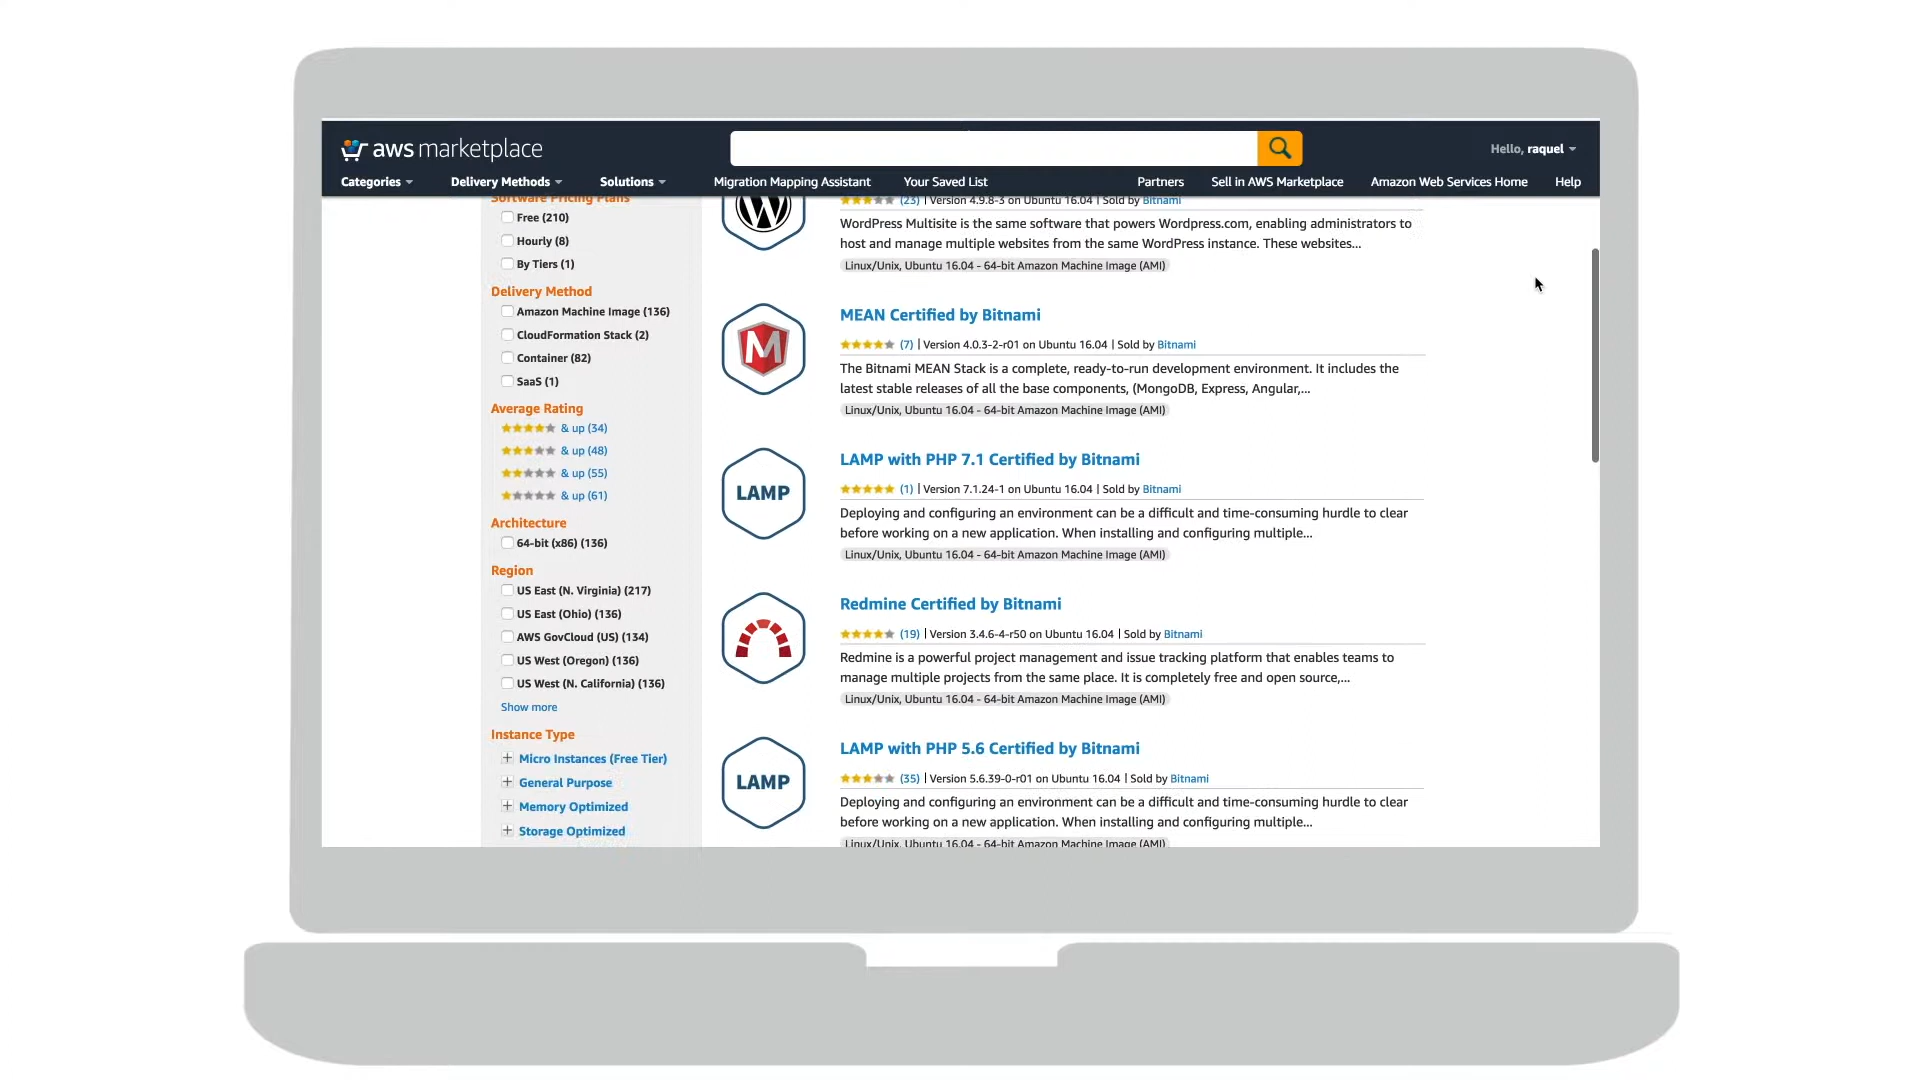 aws marketplace
Hello, raquel
Categories
Delivery Methods
Solutions
Migration Mapping Assistant
Your Saved List
Partners
Sell in AWS Marketplace
Amazon Web Services Home
Help
Software Pricing Plans
Free (210)
Hourly (8)
By Tiers (1)
Delivery Method
Amazon Machine Image (136)
CloudFormation Stack (2)
Container (82)
SaaS (1)
Average Rating
& up (34)
& up (48)
& up (55)
& up (61)
Architecture
64-bit (x86) (136)
Region
US East (N. Virginia) (217)
US East (Ohio) (136)
AWS GovCloud (US) (134)
US West (Oregon) (136)
US West (N. California) (136)
Show more
Instance Type
Micro Instances (Free Tier)
General Purpose
Memory Optimized
Storage Optimized
W
(23) | Version 4.9.8-3 on Ubuntu 16.04 | Sold by Bitnami
WordPress Multisite is the same software that powers Wordpress.com, enabling administrators to
host and manage multiple websites from the same WordPress instance. These websites...
Linux/Unix, Ubuntu 16.04 - 64-bit Amazon Machine Image (AMI)
M
MEAN Certified by Bitnami
(7) | Version 4.0.3-2-r01 on Ubuntu 16.04 | Sold by Bitnami
The Bitnami MEAN Stack is a complete, ready-to-run development environment. It includes the
latest stable releases of all the base components, (MongoDB, Express, Angular,...
Linux/Unix, Ubuntu 16.04 - 64-bit Amazon Machine Image (AMI)
LAMP
LAMP with PHP 7.1 Certified by Bitnami
(1) | Version 7.1.24-1 on Ubuntu 16.04 | Sold by Bitnami
Deploying and configuring an environment can be a difficult and time-consuming hurdle to clear
before working on a new application. When installing and configuring multiple...
Linux/Unix, Ubuntu 16.04 - 64-bit Amazon Machine Image (AMI)
Redmine Certified by Bitnami
(19) | Version 3.4.6-4-r50 on Ubuntu 16.04 | Sold by Bitnami
Redmine is a powerful project management and issue tracking platform that enables teams to
manage multiple projects from the same place. It is completely free and open source,...
Linux/Unix, Ubuntu 16.04 - 64-bit Amazon Machine Image (AMI)
LAMP
LAMP with PHP 5.6 Certified by Bitnami
(35) | Version 5.6.39-0-r01 on Ubuntu 16.04 | Sold by Bitnami
Deploying and configuring an environment can be a difficult and time-consuming hurdle to clear
before working on a new application. When installing and configuring multiple...
Linux/Unix, Ubuntu 16.04 - 64-bit Amazon Machine Image (AMI)